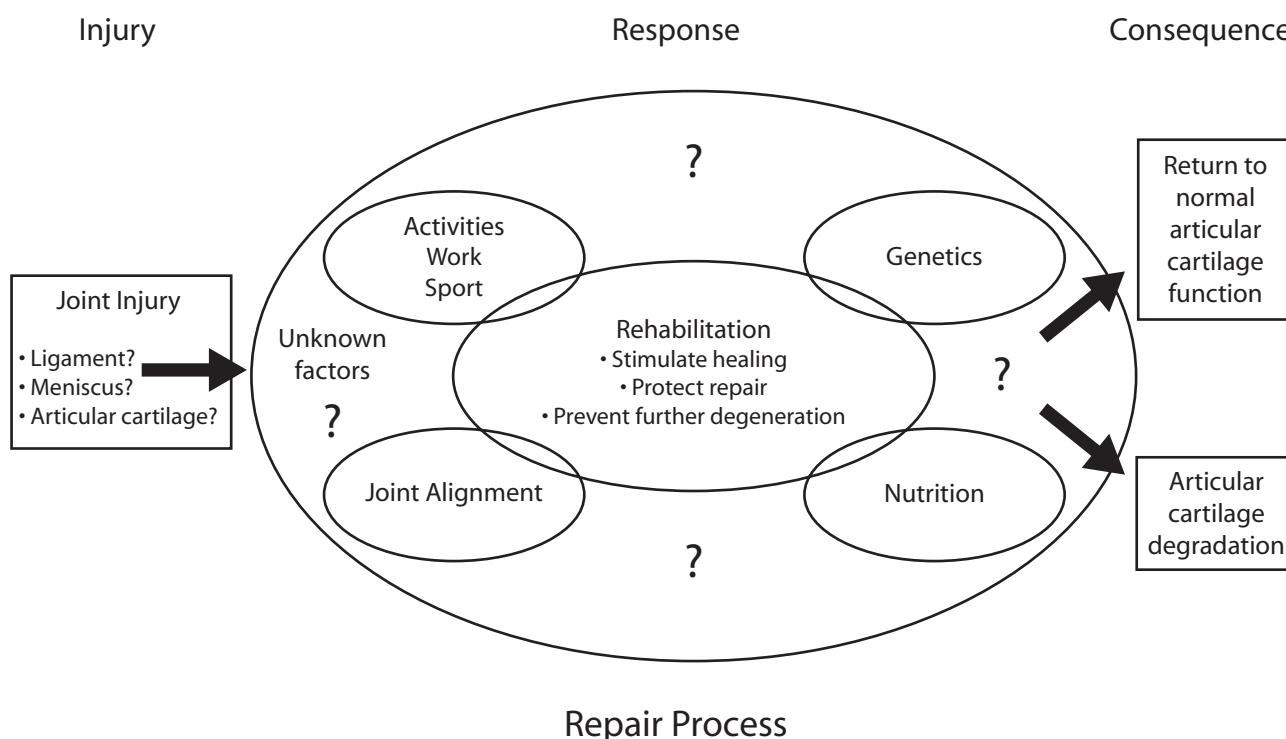 Injury
Response
Consequence
Joint Injury
• Ligament?
• Meniscus?
• Articular cartilage?
?
Activities
Work
Sport
Genetics
Unknown
factors
?
Rehabilitation
• Stimulate healing
• Protect repair
• Prevent further degeneration
?
Joint Alignment
Nutrition
?
Return to
normal
articular
cartilage
function
Articular
cartilage
degradation
Repair Process